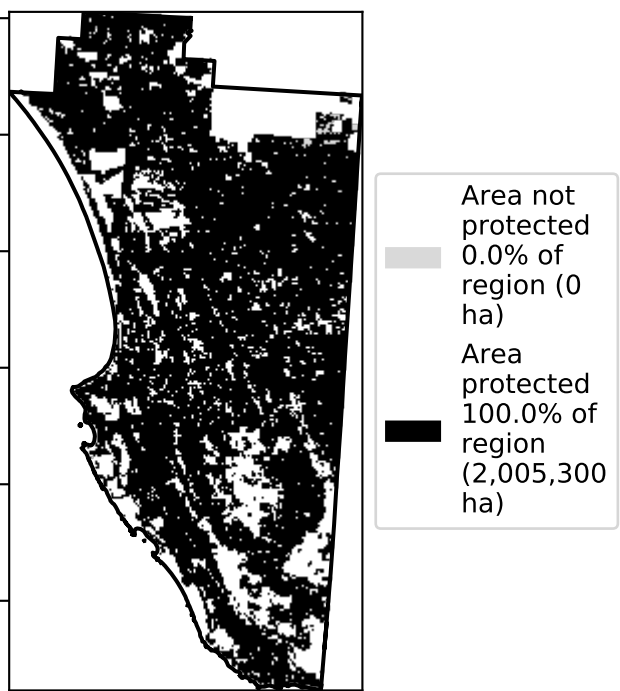 Area not
protected
0.0% of
region (0
ha)
Area
protected
100.0% of
region
(2,005,300
ha)